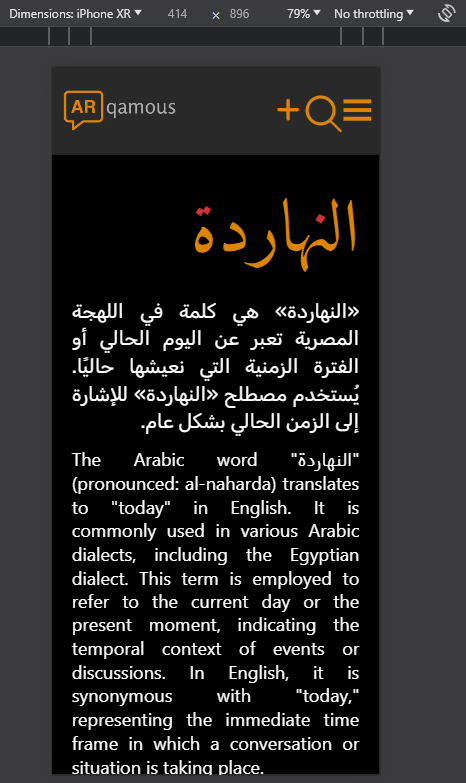 Dimensions: iPhone XR ▼ 414 x 896 79% ▼ No throttling ▼
AR qamous
النهاردة
«النهاردة» هي كلمة في اللهجة
المصرية تعبر عن اليوم الحالي أو
الفترة الزمنية التي نعيشها حاليًا.
يُستخدم مصطلح «النهاردة» للإشارة
إلى الزمن الحالي بشكل عام.
The Arabic word "النهاردة"
(pronounced: al-naharda) translates
to "today" in English. It is
commonly used in various Arabic
dialects, including the Egyptian
dialect. This term is employed to
refer to the current day or the
present moment, indicating the
temporal context of events or
discussions. In English, it is
synonymous with "today,"
representing the immediate time
frame in which a conversation or
situation is taking place.